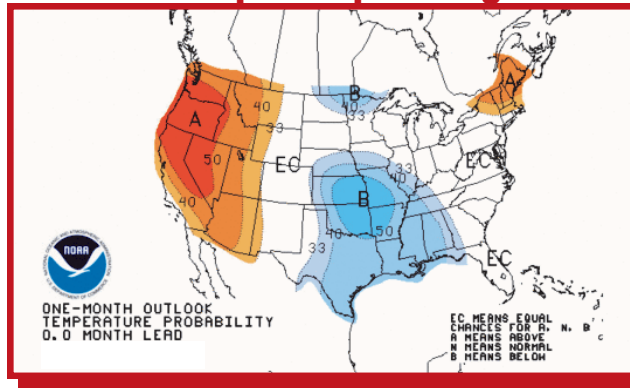 B
A
40
40
33
33
A
EC
EC
33
40
50
B
40
40
50
33
EC
NOAA
ONE-MONTH OUTLOOK
TEMPERATURE PROBABILITY
0.0 MONTH LEAD
EC MEANS EQUAL
CHANCES FOR A, N, B
A MEANS ABOVE
N MEANS NORMAL
B MEANS BELOW